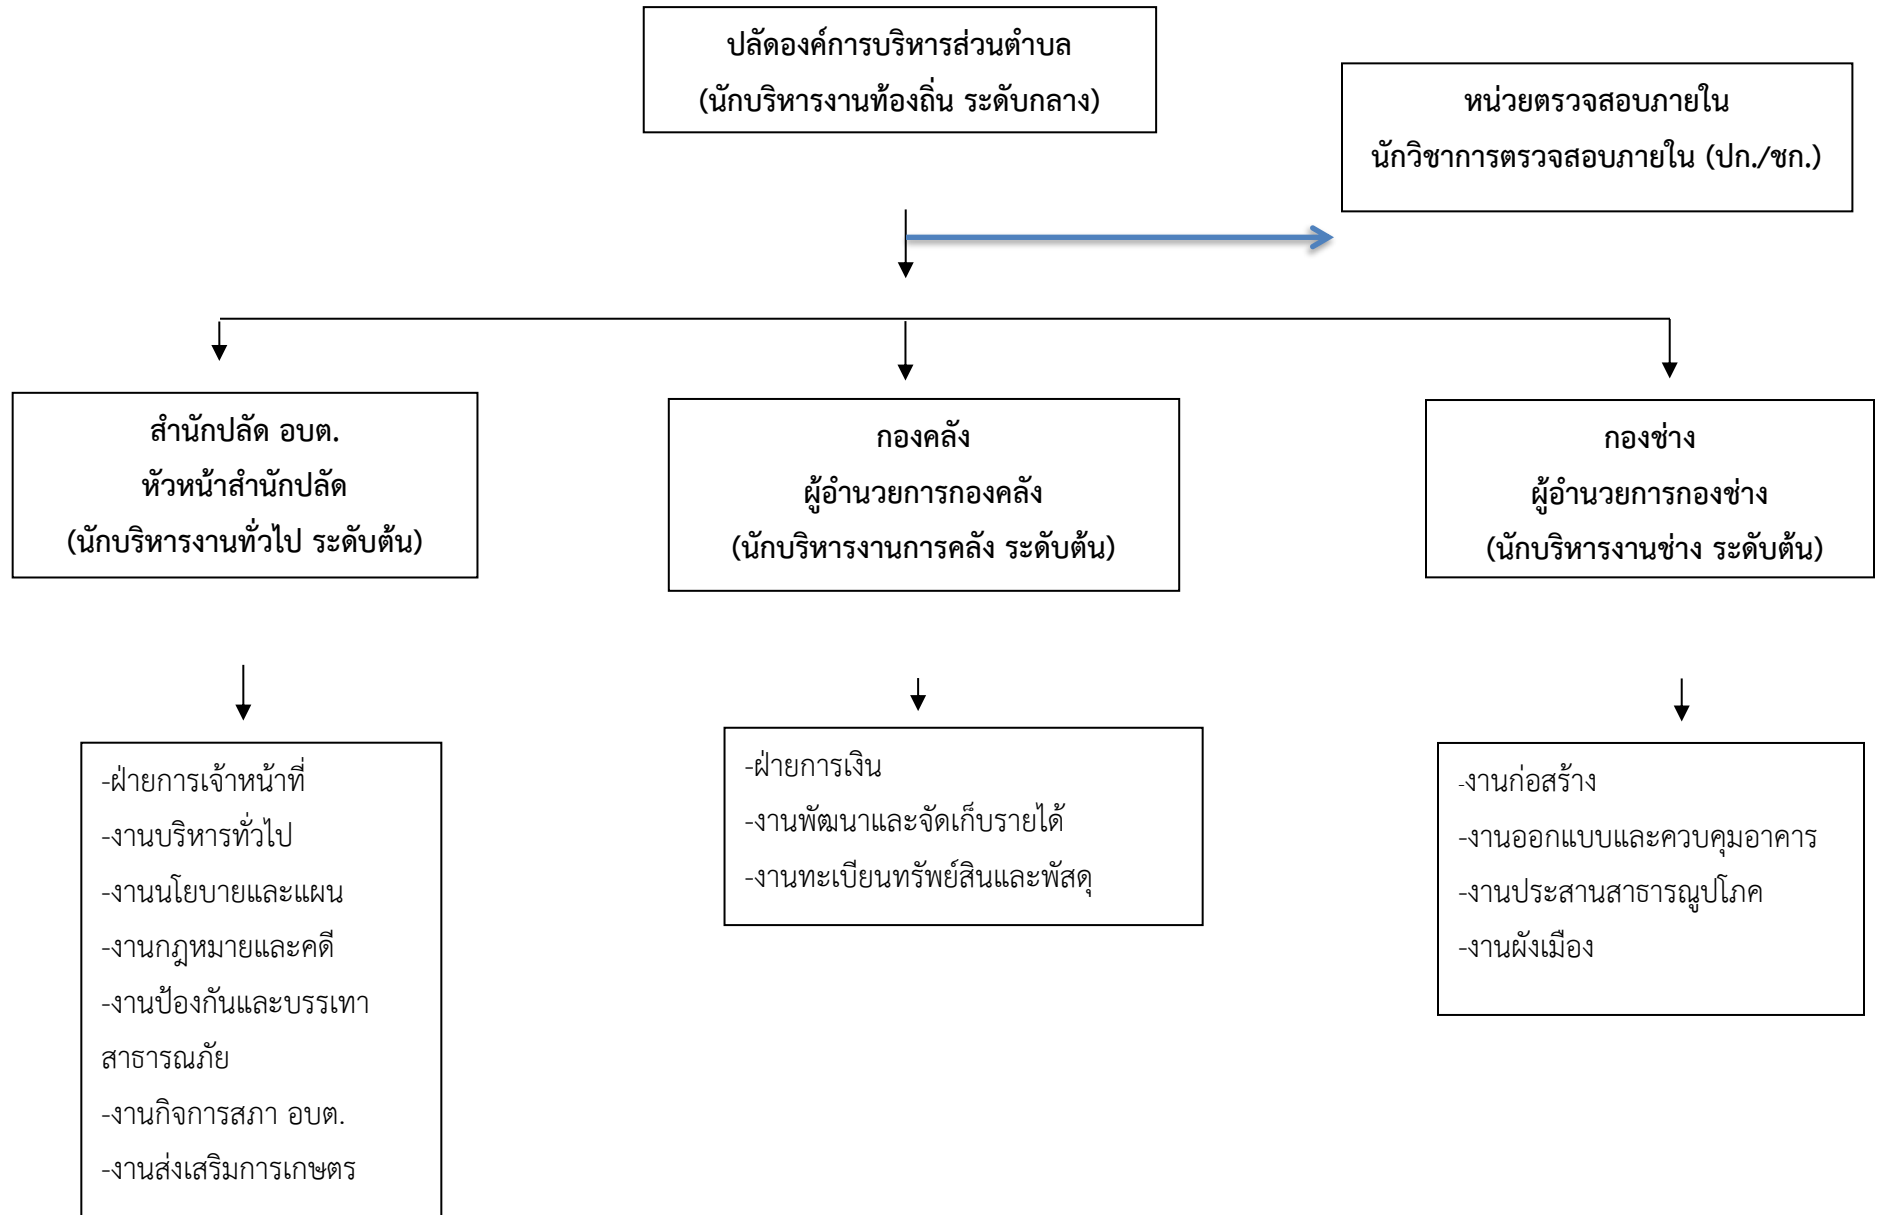 ปลัดองค์การบริหารส่วนตำบล
(นักบริหารงานท้องถิ่น ระดับกลาง)
หน่วยตรวจสอบภายใน
นักวิชาการตรวจสอบภายใน (ปก./ชก.)
สำนักปลัด อบต.
หัวหน้าสำนักปลัด
(นักบริหารงานทั่วไป ระดับต้น)
กองคลัง
ผู้อำนวยการกองคลัง
(นักบริหารงานการคลัง ระดับต้น)
กองช่าง
ผู้อำนวยการกองช่าง
(นักบริหารงานช่าง ระดับต้น)
-ฝ่ายการเจ้าหน้าที่
-งานบริหารทั่วไป
-งานนโยบายและแผน
-งานกฎหมายและคดี
-งานป้องกันและบรรเทา
สาธารณภัย
-งานกิจการสภา อบต.
-งานส่งเสริมการเกษตร
-ฝ่ายการเงิน
-งานพัฒนาและจัดเก็บรายได้
-งานทะเบียนทรัพย์สินและพัสดุ
-งานก่อสร้าง
-งานออกแบบและควบคุมอาคาร
-งานประสานสาธารณูปโภค
-งานผังเมือง